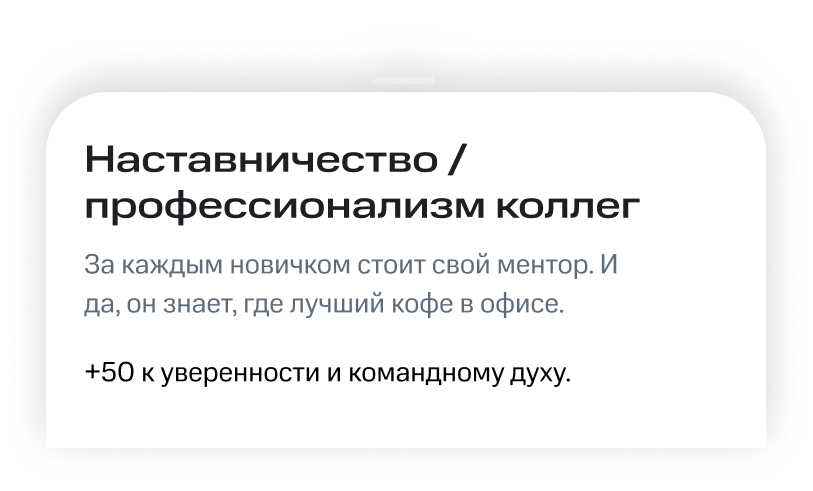 Наставничество /
профессионализм коллег
За каждым новичком стоит свой ментор. И
да, он знает, где лучший кофе в офисе.
+50 к уверенности и командному духу.